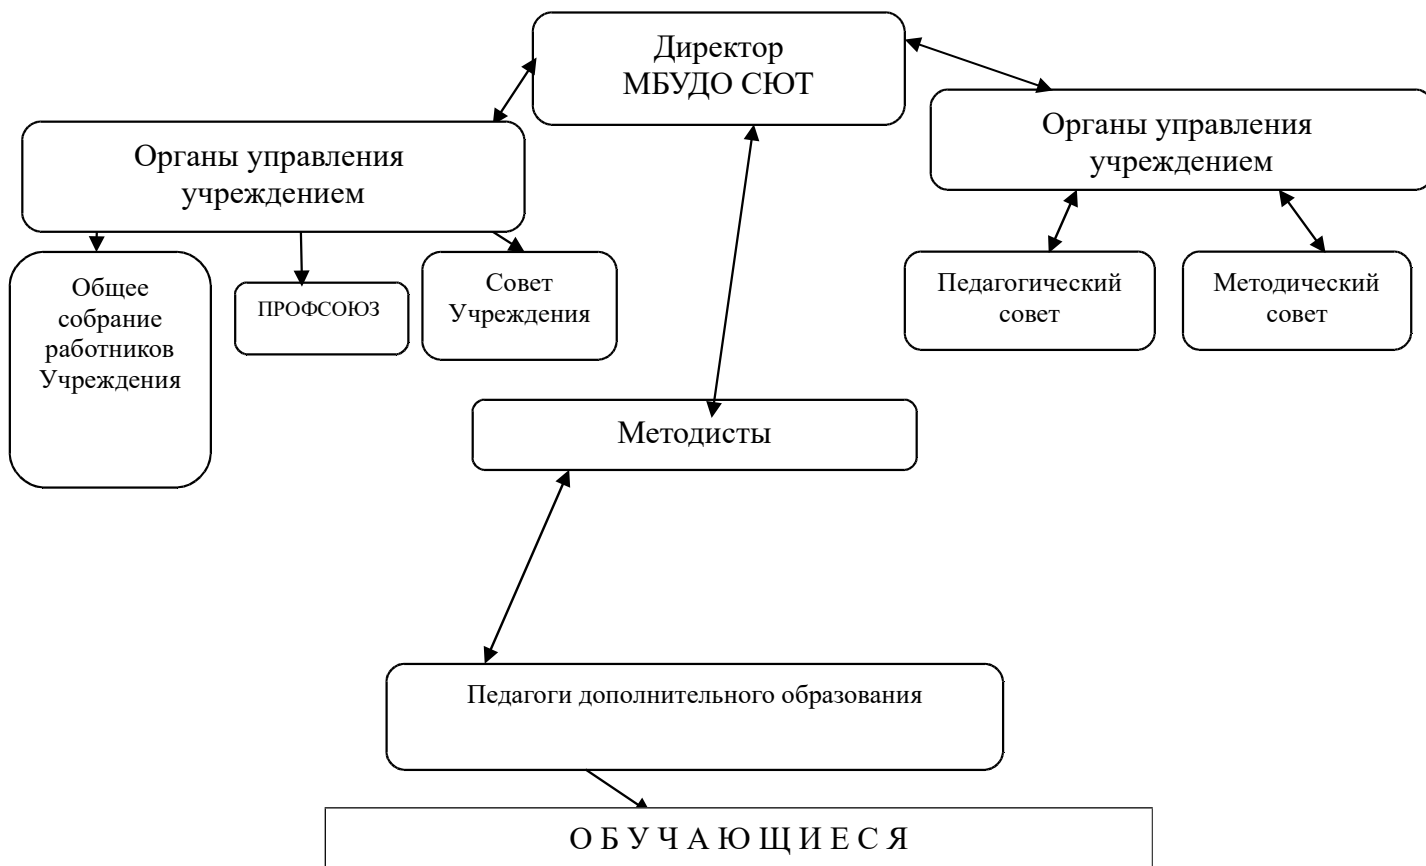 Директор
МБУДО СЮТ
Органы управления
учреждением
Органы управления
учреждением
Общее
собрание
работников
Учреждения
ПРОФСОЮЗ
Совет
Учреждения
Педагогический
совет
Методический
совет
Методисты
Педагоги дополнительного образования
О Б У Ч А Ю Щ И Е С Я